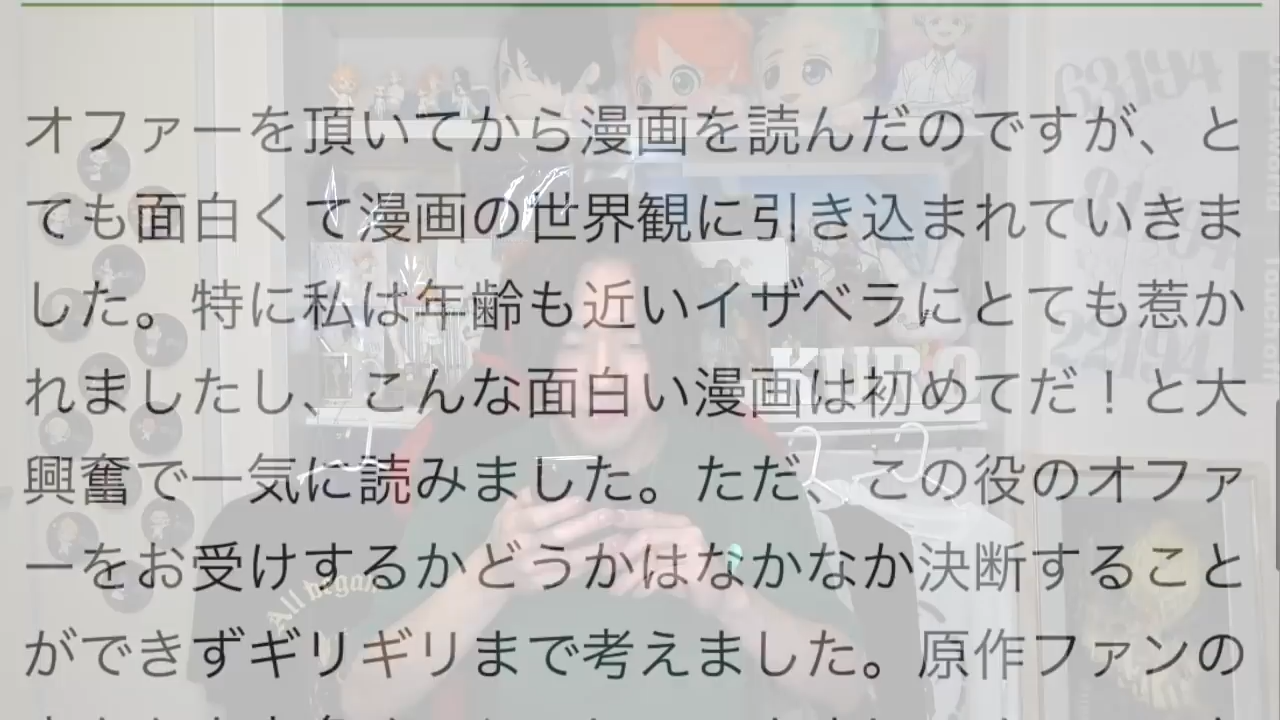 オファーを頂いてから漫画を読んだのですが、と
ても面白くて漫画の世界観に引き込まれていきま
した。特に私は年齢も近いイザベラにとても惹か
れましたし、こんな面白い漫画は初めてだ！と大
興奮で一気に読みました。ただ、この役のオファ
ーをお受けするかどうかはなかなか決断すること
ができずギリギリまで考えました。原作ファンの
63194
81194
22194
KURO
All began